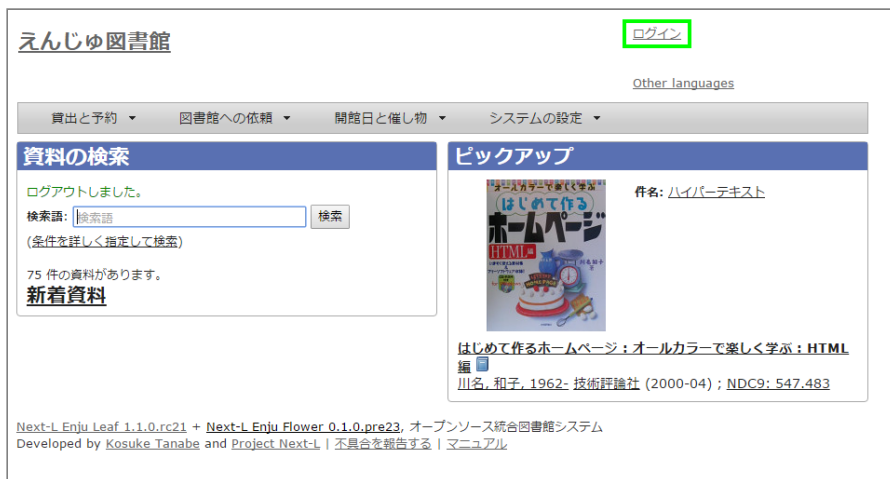 えんじゅ図書館
ログイン
Other languages
貸出と予約 ▼ 図書館への依頼 ▼ 開館日と催し物 ▼ システムの設定 ▼
資料の検索
ログアウトしました。
検索語: 検索語 検索
(条件を詳しく指定して検索)
75 件の資料があります。
新着資料
ピックアップ
オールカラーで楽しく学ぶ
はじめて作る
ホームページ
HTML編
件名: ハイパーテキスト
はじめて作るホームページ : オールカラーで楽しく学ぶ : HTML
編
川名, 和子, 1962- 技術評論社 (2000-04) ; NDC9: 547.483
Next-L Enju Leaf 1.1.0.rc21 + Next-L Enju Flower 0.1.0.pre23, オープンソース統合図書館システム
Developed by Kosuke Tanabe and Project Next-L | 不具合を報告する | マニュアル